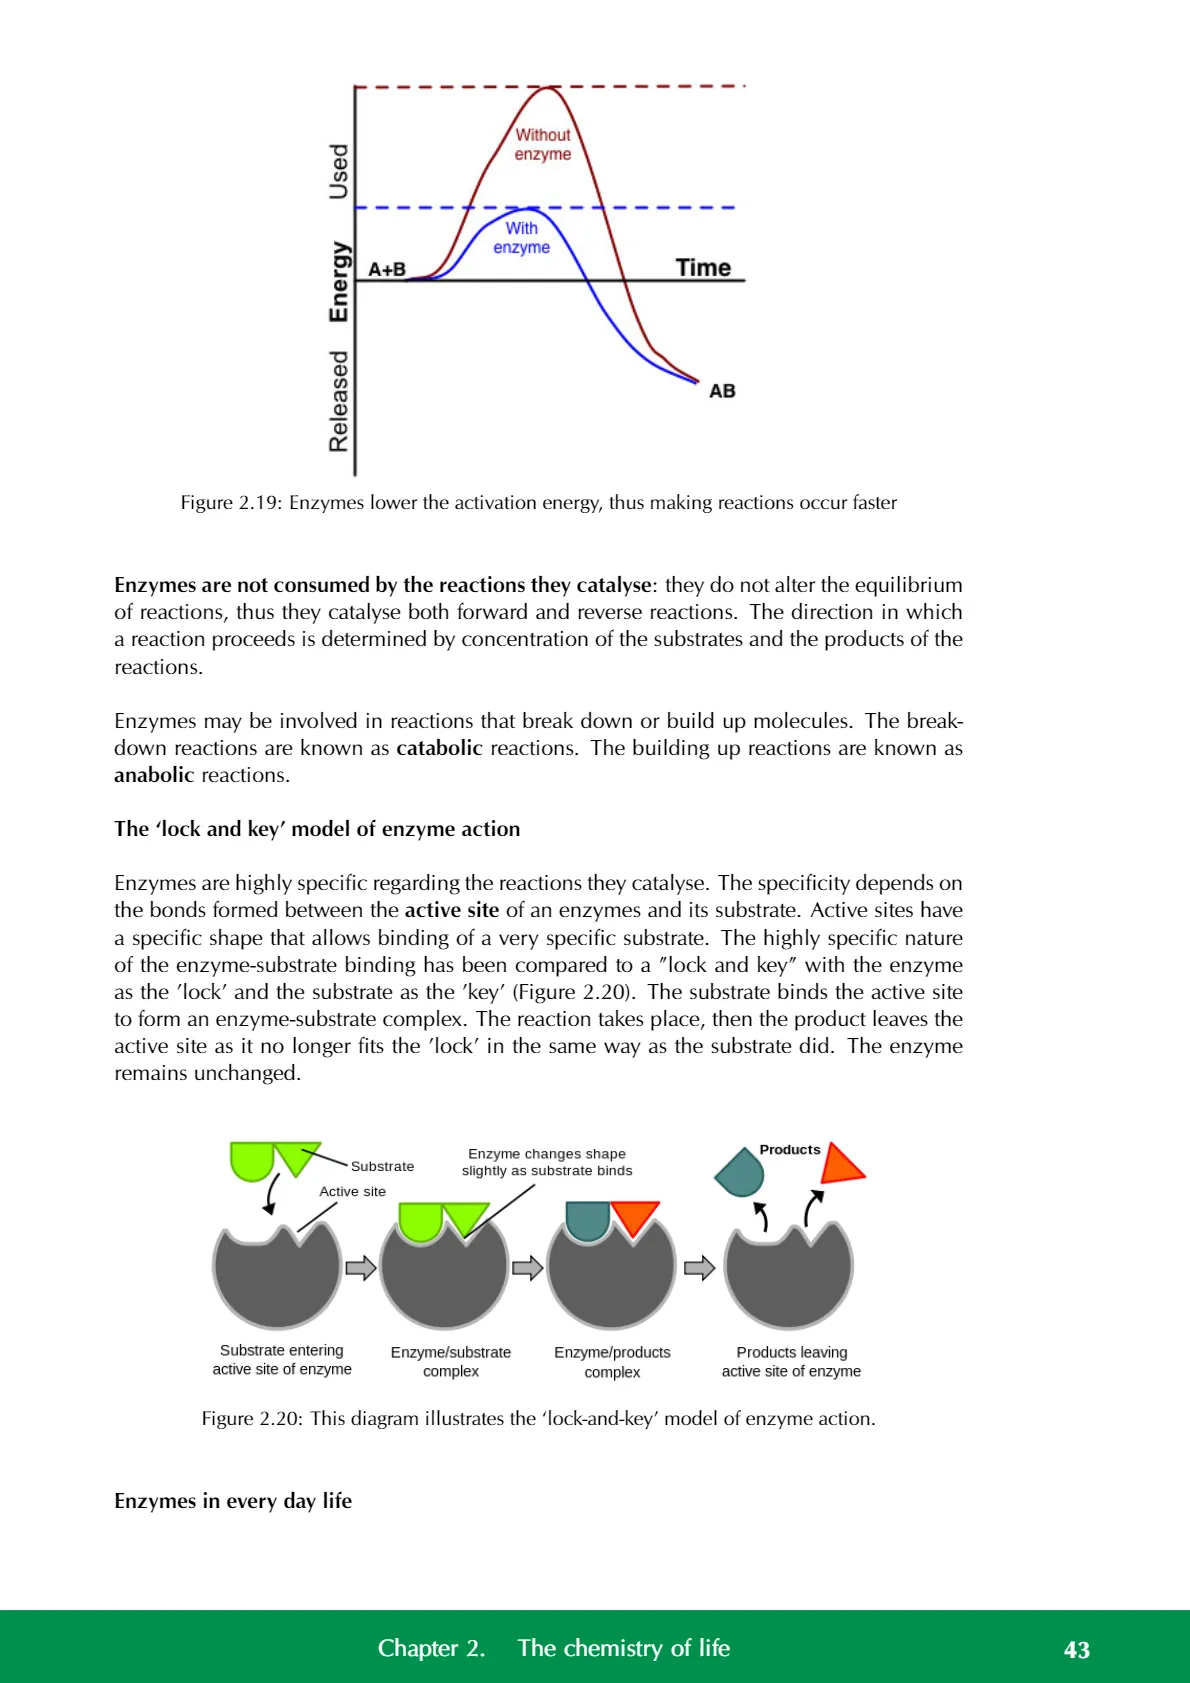 Used
Energy
Released
Without
enzyme
With
enzyme
A+B
Time
AB
Figure 2.19: Enzymes lower the activation energy, thus making reactions occur faster
Enzymes are not consumed by the reactions they catalyse: they do not alter the equilibrium
of reactions, thus they catalyse both forward and reverse reactions. The direction in which
a reaction proceeds is determined by concentration of the substrates and the products of the
reactions.
Enzymes may be involved in reactions that break down or build up molecules. The break-
down reactions are known as catabolic reactions. The building up reactions are known as
anabolic reactions.
The ‘lock and key’ model of enzyme action
Enzymes are highly specific regarding the reactions they catalyse. The specificity depends on
the bonds formed between the active site of an enzymes and its substrate. Active sites have
a specific shape that allows binding of a very specific substrate. The highly specific nature
of the enzyme-substrate binding has been compared to a ”lock and key” with the enzyme
as the ’lock’ and the substrate as the ’key’ (Figure 2.20). The substrate binds the active site
to form an enzyme-substrate complex. The reaction takes place, then the product leaves the
active site as it no longer fits the ’lock’ in the same way as the substrate did. The enzyme
remains unchanged.
Substrate
Active site
Enzyme changes shape
slightly as substrate binds
Products
Substrate entering
active site of enzyme
Enzyme/substrate
complex
Enzyme/products
complex
Products leaving
active site of enzyme
Figure 2.20: This diagram illustrates the ‘lock-and-key’ model of enzyme action.
Enzymes in every day life
Chapter 2. The chemistry of life
43